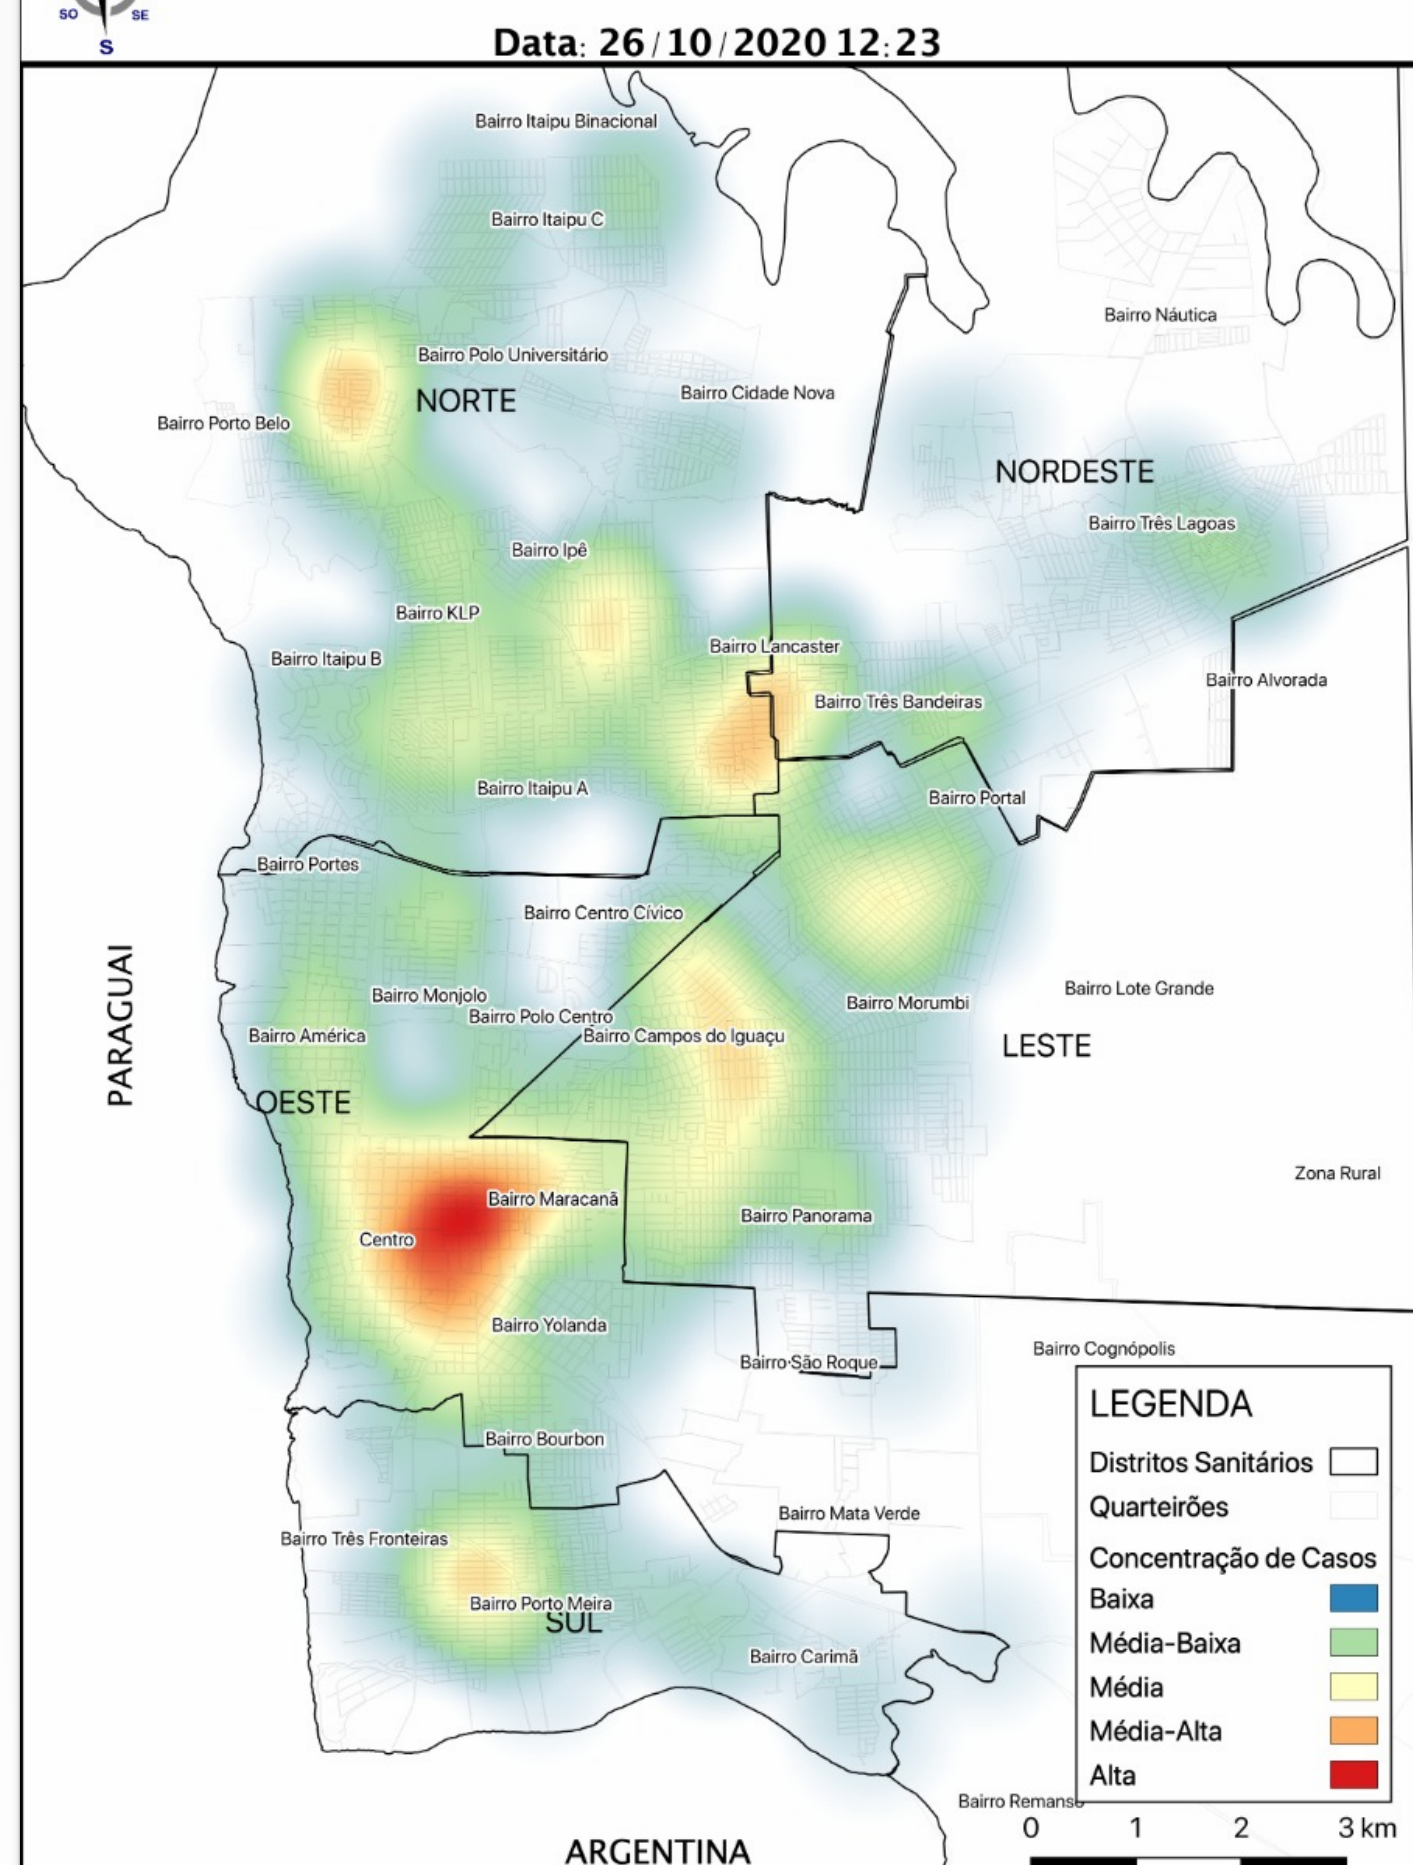 SO
SE
S
Data: 26/10/2020 12:23
Bairro Itaipu Binacional
Bairro Itaipu C
Bairro Náutica
Bairro Polo Universitário
NORTE
Bairro Cidade Nova
Bairro Porto Belo
NORDESTE
Bairro Três Lagoas
Bairro Ipê
Bairro KLP
Bairro Lancaster
Bairro Itaipu B
Bairro Alvorada
Bairro Três Bandeiras
Bairro Itaipu A
Bairro Portal
Bairro Portes
Bairro Centro Cívico
PARAGUAI
Bairro Lote Grande
Bairro Monjolo
Bairro Morumbi
Bairro Polo Centro
Bairro América
Bairro Campos do Iguaçu
LESTE
OESTE
Zona Rural
Bairro Maracanã
Bairro Panorama
Centro
Bairro Yolanda
Bairro São Roque
Bairro Cognópolis
Bairro Bourbon
Bairro Mata Verde
Bairro Três Fronteiras
Bairro Porto Meira
SUL
Bairro Carimã
LEGENDA
Distritos Sanitários
Quarteirões
Concentração de Casos
Baixa
Média-Baixa
Média
Média-Alta
Alta
Bairro Remanso
0 1 2 3 km
ARGENTINA